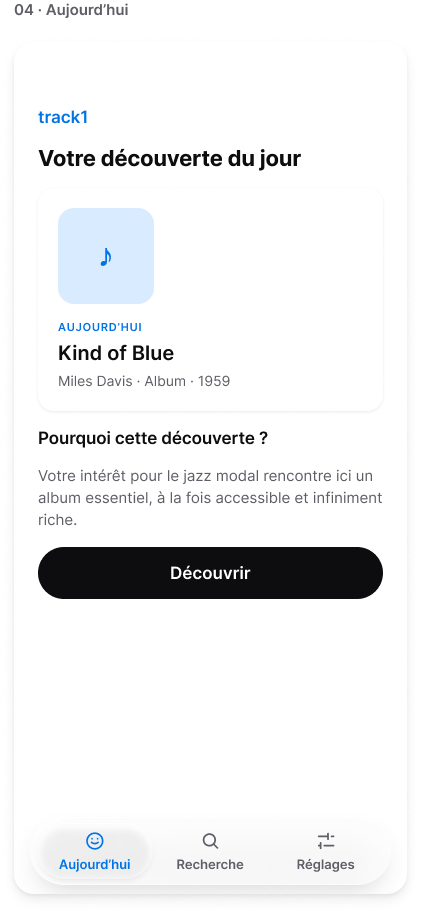 04 · Aujourd’hui
track1
Votre découverte du jour
AUJOURD’HUI
Kind of Blue
Miles Davis · Album · 1959
Pourquoi cette découverte ?
Votre intérêt pour le jazz modal rencontre ici un
album essentiel, à la fois accessible et infiniment
riche.
Découvrir
Aujourd’hui Recherche Réglages